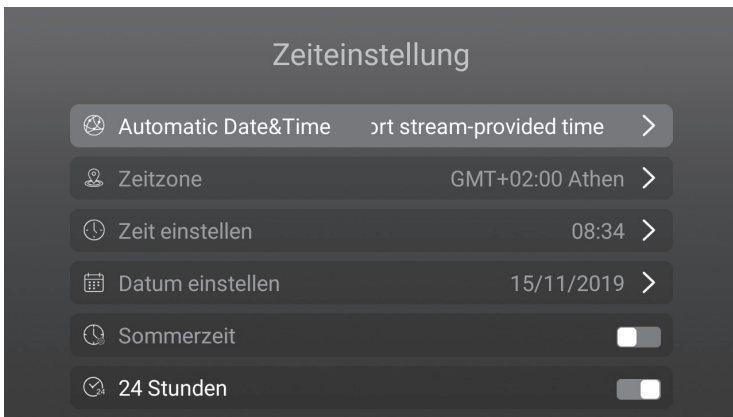 Zeiteinstellung
Automatic Date&Time ort stream-provided time
Zeitzone GMT+02:00 Athen
Zeit einstellen 08:34
Datum einstellen 15/11/2019
Sommerzeit
24 Stunden